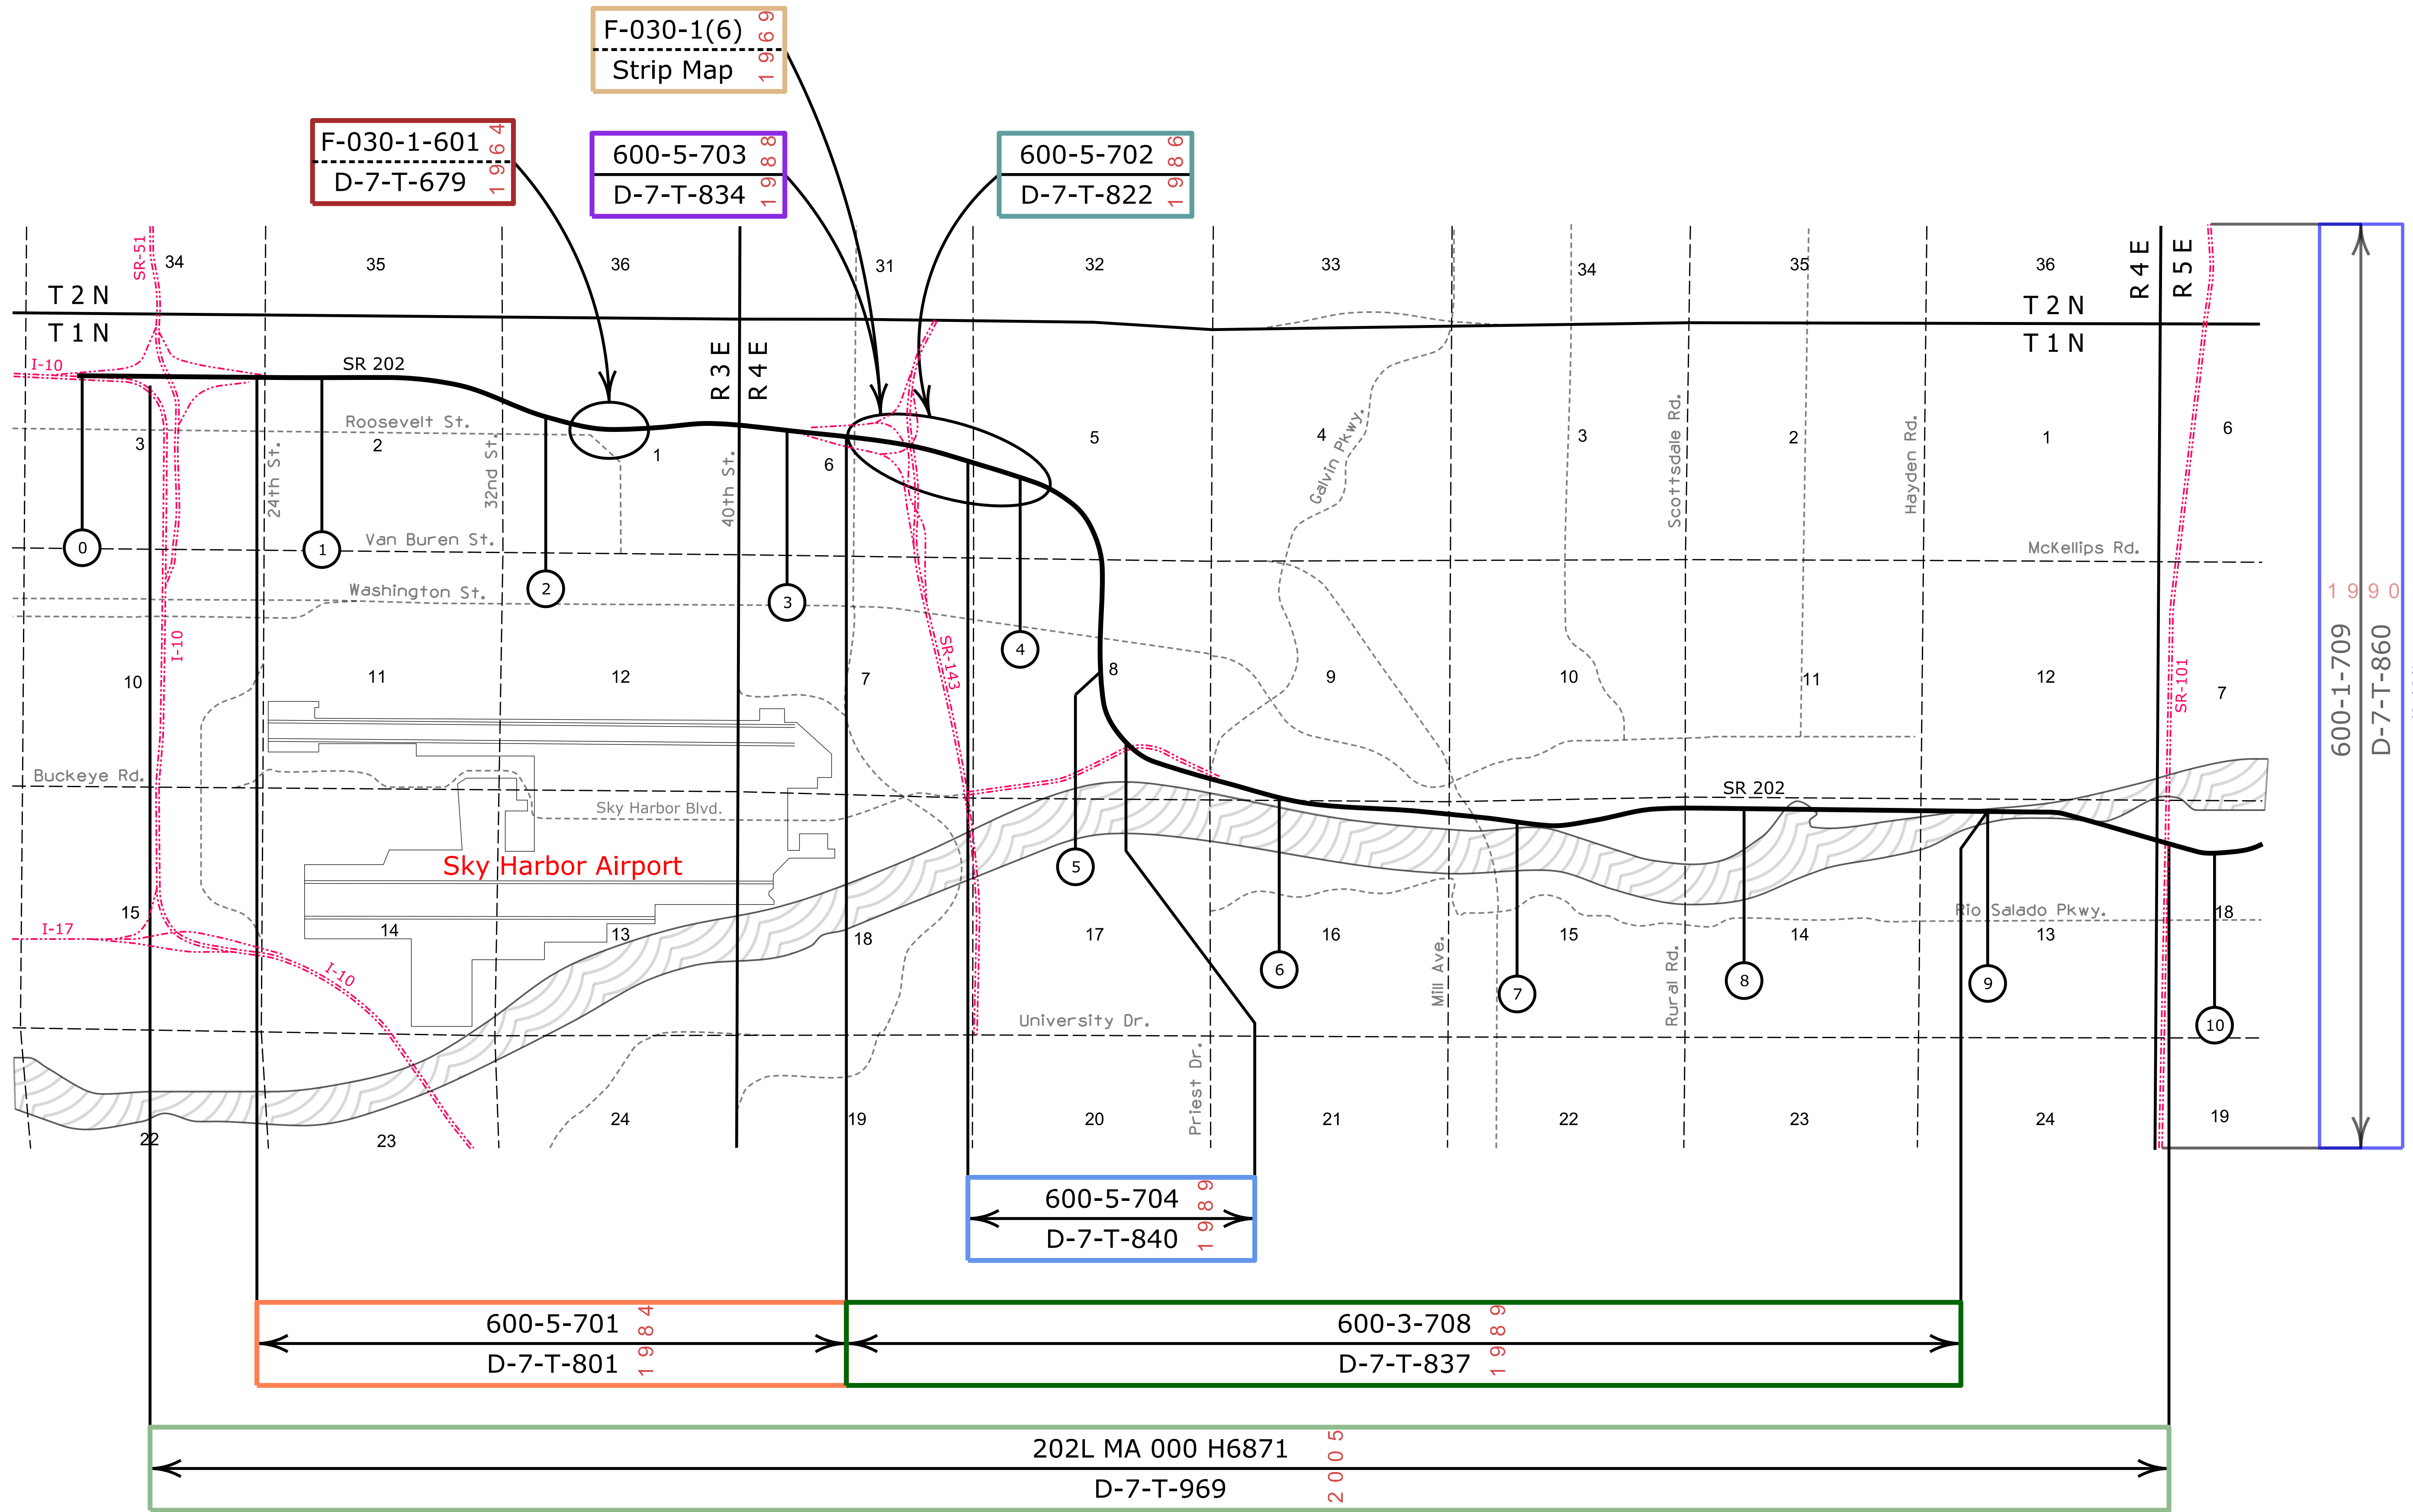 F-030-1(6)
Strip Map
1969
F-030-1-601
D-7-T-679
1964
600-5-703
D-7-T-834
1988
600-5-702
D-7-T-822
1986
SR-51
34
35
36
31
32
33
34
35
36
R 4 E
R 5 E
T 2 N
T 1 N
T 2 N
T 1 N
I-10
SR 202
R 3 E
R 4 E
Roosevelt St.
3
2
1
6
5
4
3
2
1
6
24th St.
32nd St.
40th St.
Galvin Pkwy.
Scottsdale Rd.
Hayden Rd.
0
1
2
3
4
Van Buren St.
McKellips Rd.
Washington St.
I-10
SR-143
SR-101
10
11
12
7
8
9
10
11
12
7
1990
600-1-709
D-7-T-860
Buckeye Rd.
Sky Harbor Blvd.
SR 202
Sky Harbor Airport
5
6
7
8
9
10
15
14
13
18
17
16
15
14
13
18
I-17
I-10
Rio Salado Pkwy.
Mill Ave.
Rural Rd.
University Dr.
Priest Dr.
22
23
24
19
20
21
22
23
24
19
600-5-704
D-7-T-840
1989
600-5-701
D-7-T-801
1984
600-3-708
D-7-T-837
1989
202L MA 000 H6871
D-7-T-969
2005